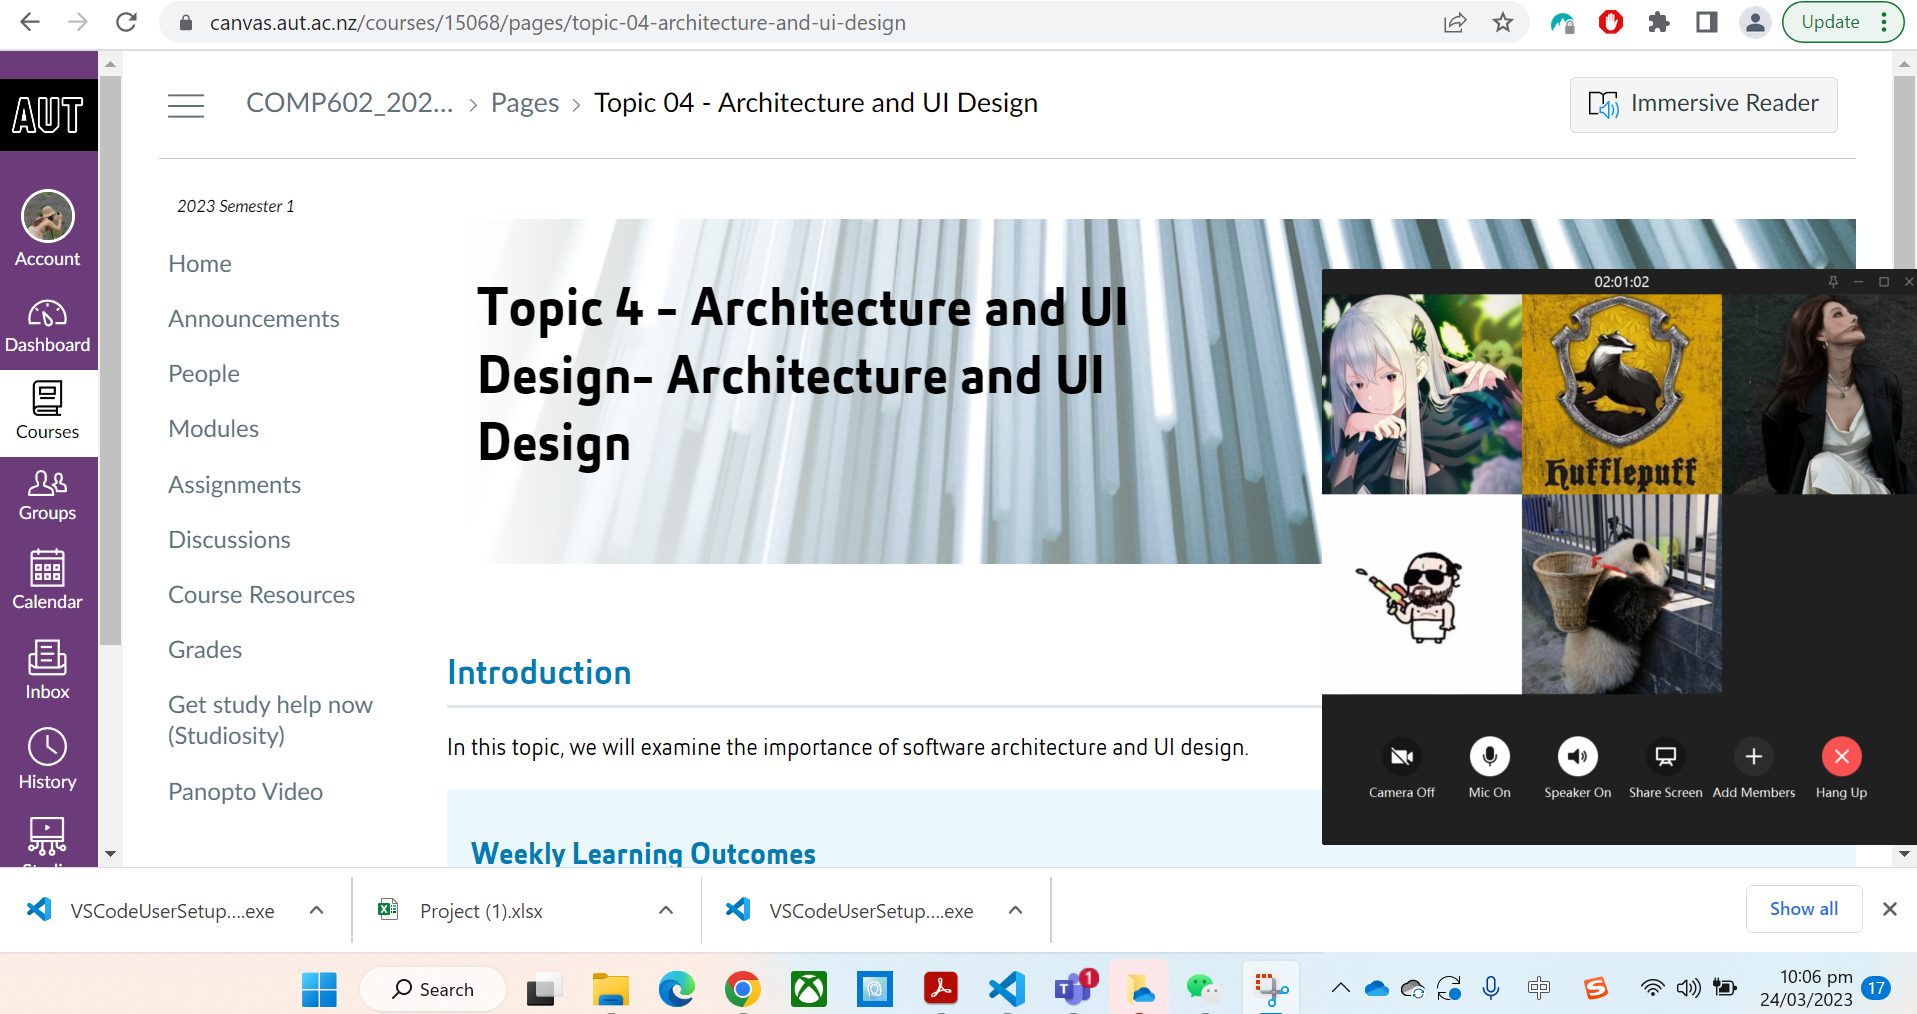 canvas.aut.ac.nz/courses/15068/pages/topic-04-architecture-and-ui-design
Update
AUT
Account
Dashboard
Courses
Groups
Calendar
Inbox
History
COMP602_202... > Pages > Topic 04 - Architecture and UI Design
Immersive Reader
2023 Semester 1
Home
Announcements
People
Modules
Assignments
Discussions
Course Resources
Grades
Get study help now
(Studiosity)
Panopto Video
Topic 4 - Architecture and UI
Design- Architecture and UI
Design
Introduction
In this topic, we will examine the importance of software architecture and UI design.
Weekly Learning Outcomes
02:01:02
Hufflepuff
Camera Off
Mic On
Speaker On
Share Screen
Add Members
Hang Up
VSCodeUserSetup....exe
Project (1).xlsx
VSCodeUserSetup....exe
Show all
Search
1
中
10:06 pm
24/03/2023
17